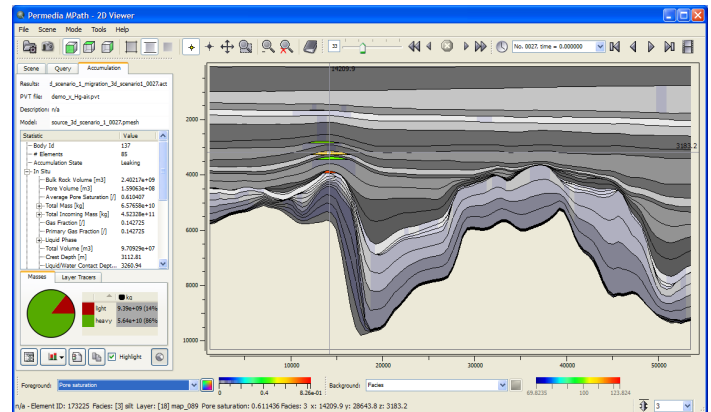 Permedia MPath - 2D Viewer
File Scene Mode Tools Help
33
No. 0027, time = 0.000000
Scene Query Accumulation
Results: d_scenario_1_migration_3d_scenario1_0027.act
PVT file: demo_x_Hg-air.pvt
Description: n/a
Model: source_3d_scenario_1_0027.pmesh
Statistic Value
Body Id 137
# Elements 85
Accumulation State Leaking
In Situ
Bulk Rock Volume [m3] 2.40217e+09
Pore Volume [m3] 1.59063e+08
Average Pore Saturation [/] 0.610407
Total Mass [kg] 6.57658e+10
Total Incoming Mass [kg] 4.52328e+11
Gas Fraction [/] 0.142725
Primary Gas Fraction [/] 0.142725
Liquid Phase
Total Volume [m3] 9.70929e+07
Crest Depth [m] 3112.81
Liquid/Water Contact Dept... 3260.94
Masses Layer Tracers
kg
light 9.39e+09 (14%
heavy 5.64e+10 (86%
Highlight
14209.9
3183.2
2000
4000
6000
8000
10000
10000 20000 30000 40000 50000
Foreground: Pore saturation
0 0.4 8.26e-01
Background: Facies
69.8235 100 123.824
n/a - Element ID: 173225 Facies: [3] silt Layer: [18] map_089 Pore saturation: 0.611436 Facies: 3 x: 14209.9 y: 28643.8 z: 3183.2
3